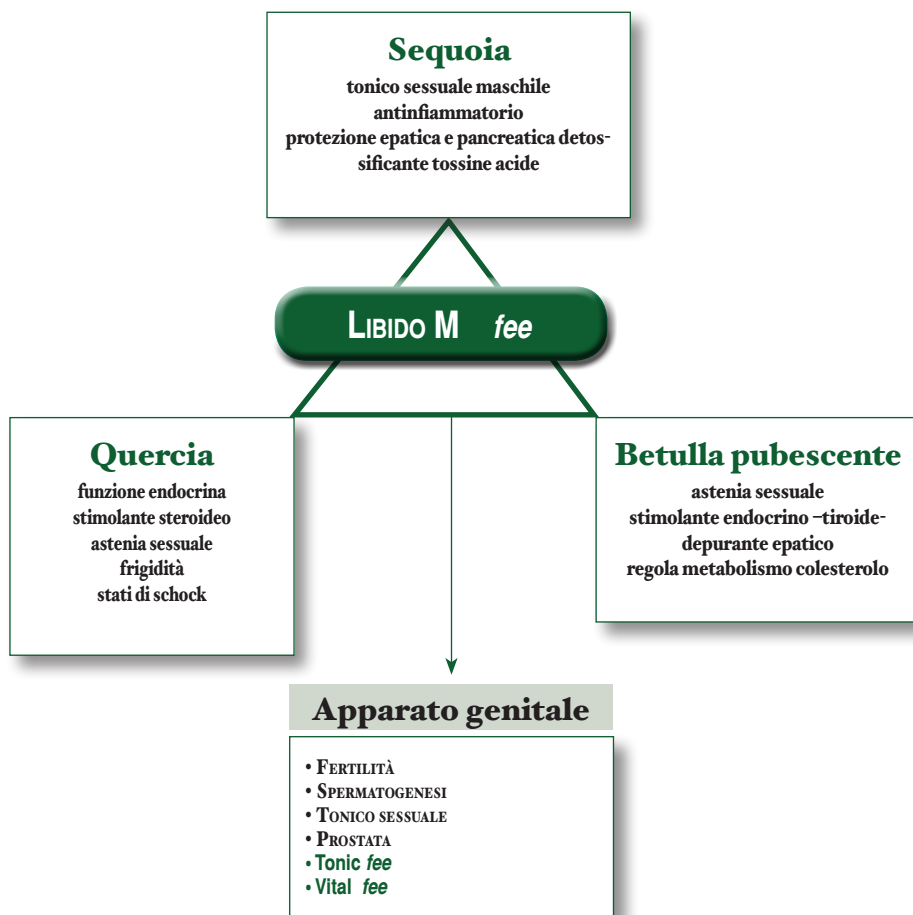 Sequoia
tonico sessuale maschile
antinfiammatorio
protezione epatica e pancreatica detos-
sificante tossine acide
LIBIDO M fee
Quercia
funzione endocrina
stimolante steroideo
astenia sessuale
frigidità
stati di schock
Betulla pubescente
astenia sessuale
stimolante endocrino –tiroide-
depurante epatico
regola metabolismo colesterolo
Apparato genitale
• FERTILITÀ
• SPERMATOGENESI
• TONICO SESSUALE
• PROSTATA
• Tonic fee
• Vital fee